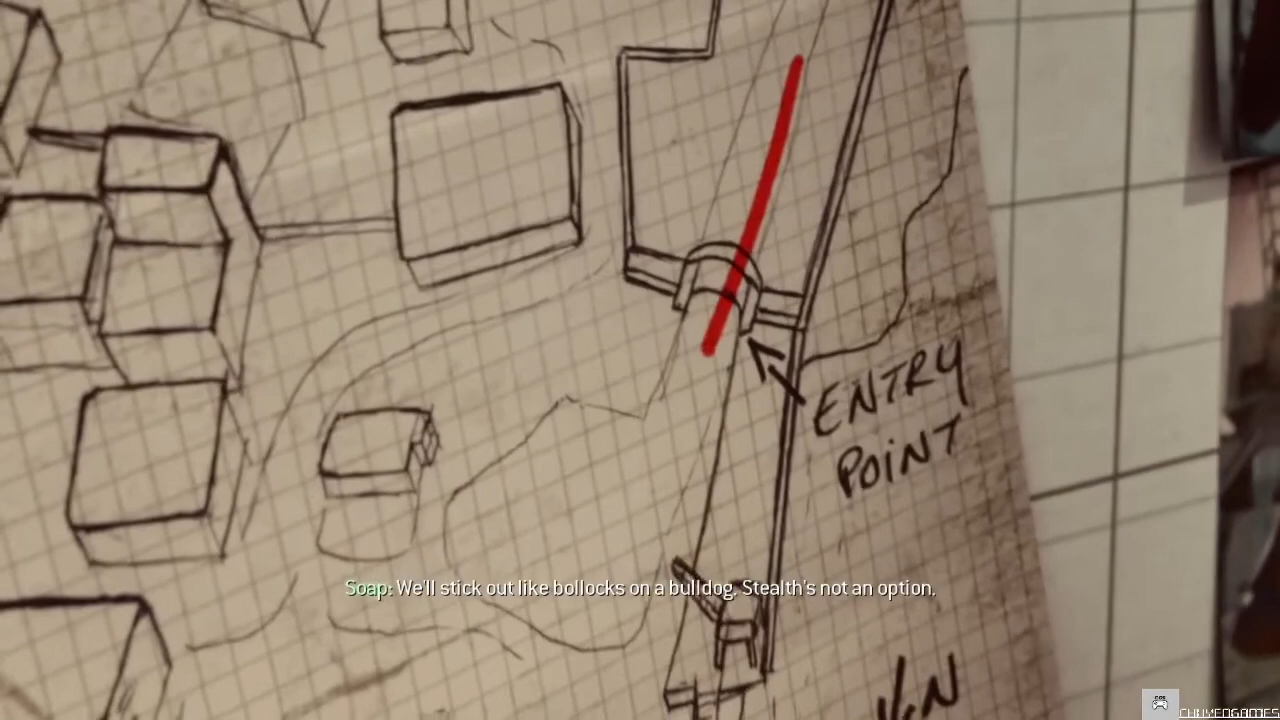 ENTRY
POINT
Soap: We'll stick out like bollocks on a bulldog. Stealth's not an option.